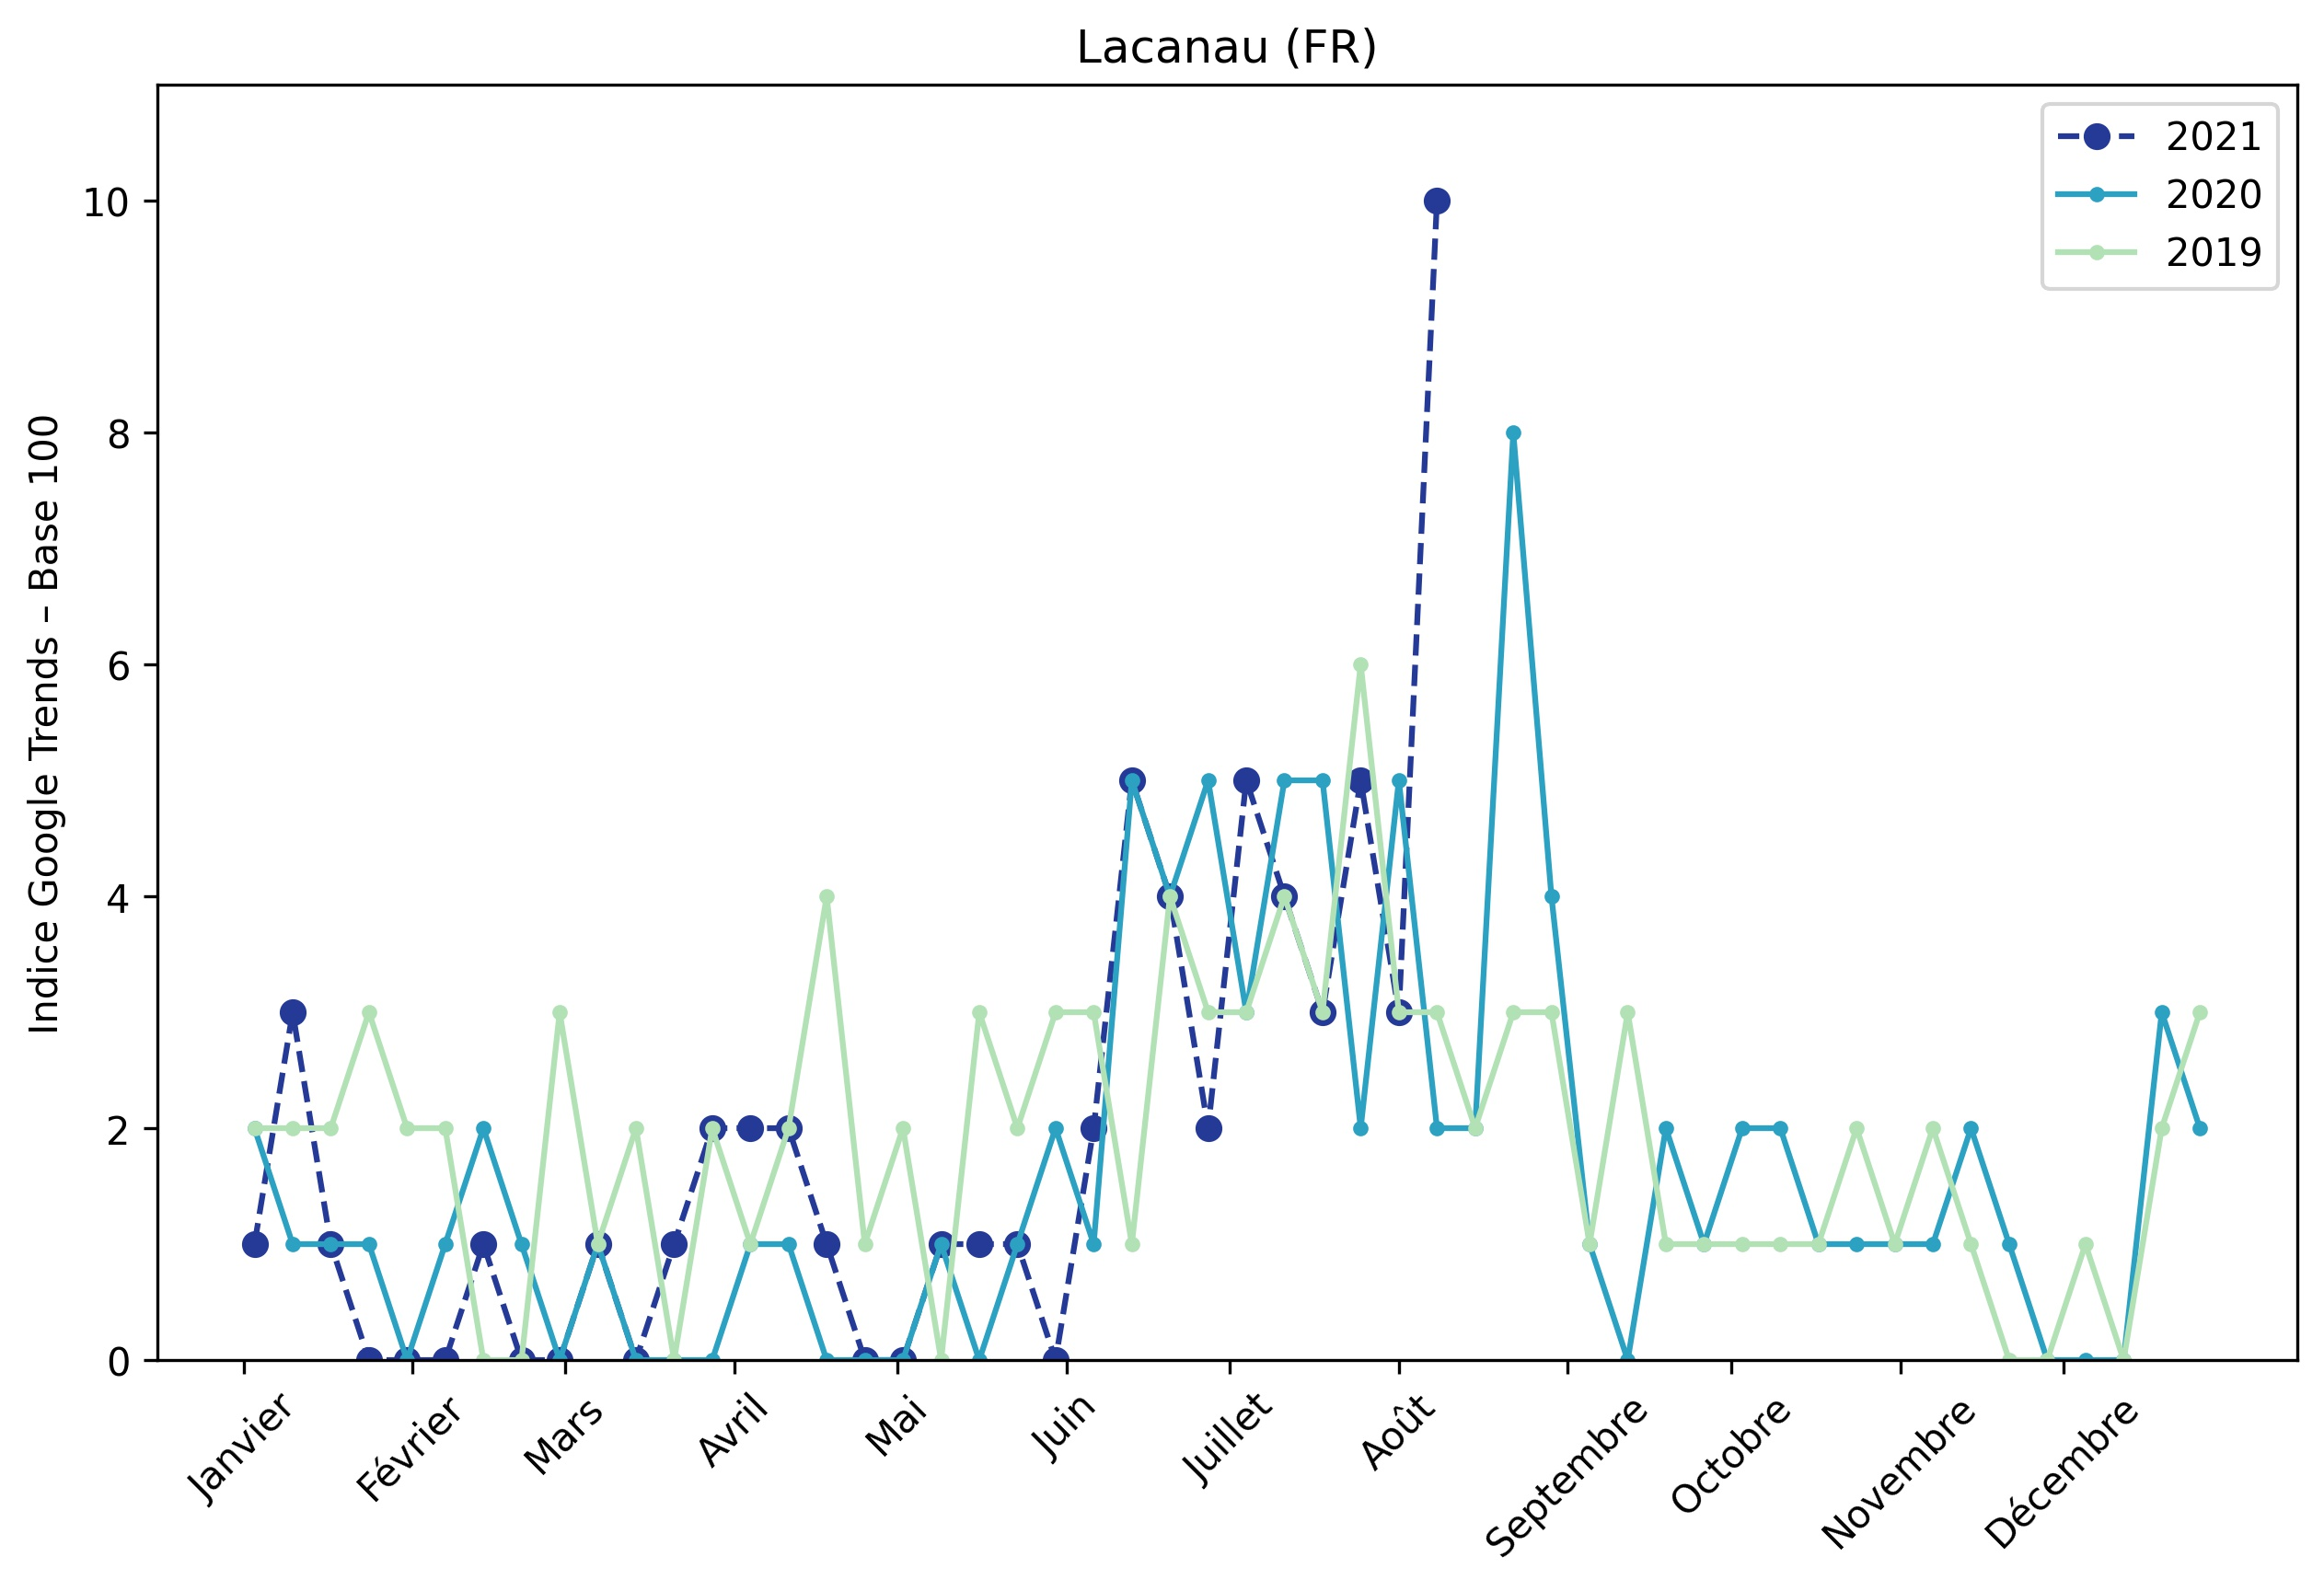 Lacanau (FR)
2021
2020
2019
Indice Google Trends – Base 100
10
8
6
4
2
0
Janvier
Février
Mars
Avril
Mai
Juin
Juillet
Août
Septembre
Octobre
Novembre
Décembre